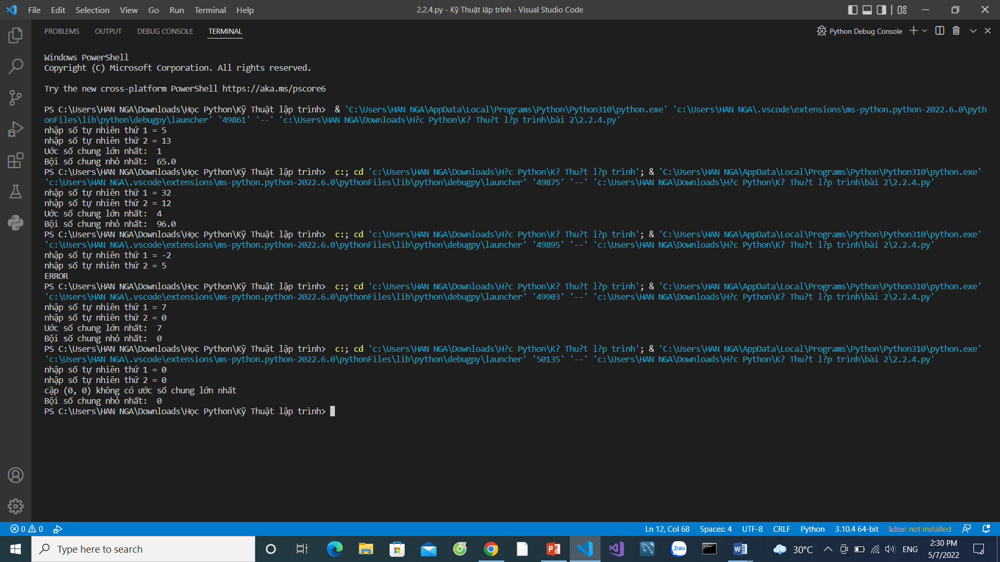 File Edit Selection View Go Run Terminal Help
2.2.4.py - Kỹ Thuật lập trình - Visual Studio Code
PROBLEMS OUTPUT DEBUG CONSOLE TERMINAL
Python Debug Console
Windows PowerShell
Copyright (C) Microsoft Corporation. All rights reserved.
Try the new cross-platform PowerShell https://aka.ms/pscore6
PS C:\Users\HAN NGA\Downloads\Học Python\Kỹ Thuật lập trình>  & 'C:\Users\HAN NGA\AppData\Local\Programs\Python\Python310\python.exe' 'c:\Users\HAN NGA\.vscode\extensions\ms-python.python-2022.6.0\pyth
onFiles\lib\python\debugpy\launcher' '49861' '--' 'c:\Users\HAN NGA\Downloads\H?c Python\K? Thu?t l?p trình\bài 2\2.2.4.py'
nhập số tự nhiên thứ 1 = 5
nhập số tự nhiên thứ 2 = 13
Uớc số chung lớn nhất:  1
Bội số chung nhỏ nhất:  65.0
PS C:\Users\HAN NGA\Downloads\Học Python\Kỹ Thuật lập trình>  c:; cd 'c:\Users\HAN NGA\Downloads\H?c Python\K? Thu?t l?p trình'; & 'C:\Users\HAN NGA\AppData\Local\Programs\Python\Python310\python.exe'
'c:\Users\HAN NGA\.vscode\extensions\ms-python.python-2022.6.0\pythonFiles\lib\python\debugpy\launcher' '49875' '--' 'c:\Users\HAN NGA\Downloads\H?c Python\K? Thu?t l?p trình\bài 2\2.2.4.py'
nhập số tự nhiên thứ 1 = 32
nhập số tự nhiên thứ 2 = 12
Uớc số chung lớn nhất:  4
Bội số chung nhỏ nhất:  96.0
PS C:\Users\HAN NGA\Downloads\Học Python\Kỹ Thuật lập trình>  c:; cd 'c:\Users\HAN NGA\Downloads\H?c Python\K? Thu?t l?p trình'; & 'C:\Users\HAN NGA\AppData\Local\Programs\Python\Python310\python.exe'
'c:\Users\HAN NGA\.vscode\extensions\ms-python.python-2022.6.0\pythonFiles\lib\python\debugpy\launcher' '49895' '--' 'c:\Users\HAN NGA\Downloads\H?c Python\K? Thu?t l?p trình\bài 2\2.2.4.py'
nhập số tự nhiên thứ 1 = -2
nhập số tự nhiên thứ 2 = 5
ERROR
PS C:\Users\HAN NGA\Downloads\Học Python\Kỹ Thuật lập trình>  c:; cd 'c:\Users\HAN NGA\Downloads\H?c Python\K? Thu?t l?p trình'; & 'C:\Users\HAN NGA\AppData\Local\Programs\Python\Python310\python.exe'
'c:\Users\HAN NGA\.vscode\extensions\ms-python.python-2022.6.0\pythonFiles\lib\python\debugpy\launcher' '49903' '--' 'c:\Users\HAN NGA\Downloads\H?c Python\K? Thu?t l?p trình\bài 2\2.2.4.py'
nhập số tự nhiên thứ 1 = 7
nhập số tự nhiên thứ 2 = 0
Uớc số chung lớn nhất:  7
Bội số chung nhỏ nhất:  0
PS C:\Users\HAN NGA\Downloads\Học Python\Kỹ Thuật lập trình>  c:; cd 'c:\Users\HAN NGA\Downloads\H?c Python\K? Thu?t l?p trình'; & 'C:\Users\HAN NGA\AppData\Local\Programs\Python\Python310\python.exe'
'c:\Users\HAN NGA\.vscode\extensions\ms-python.python-2022.6.0\pythonFiles\lib\python\debugpy\launcher' '50135' '--' 'c:\Users\HAN NGA\Downloads\H?c Python\K? Thu?t l?p trình\bài 2\2.2.4.py'
nhập số tự nhiên thứ 1 = 0
nhập số tự nhiên thứ 2 = 0
cặp (0, 0) không có ước số chung lớn nhất
Bội số chung nhỏ nhất:  0
PS C:\Users\HAN NGA\Downloads\Học Python\Kỹ Thuật lập trình>
0 0 Ln 12, Col 68 Spaces: 4 UTF-8 CRLF Python 3.10.4 64-bit kite: not installed
Type here to search
Zalo
30°C ENG
2:30 PM
5/7/2022